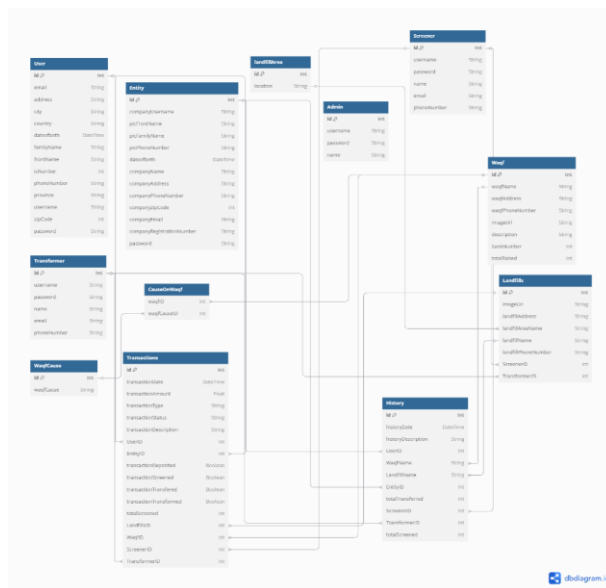 User
id int
email String
address String
city String
country String
dateofbirth DateTime
familyName String
frontName String
icNumber int
phoneNumber String
province String
username String
zipCode int
password String
Entity
id int
companyUsername String
picFrontName String
picFamilyName String
picPhoneNumber String
dateofbirth DateTime
companyName String
companyAddress String
companyPhoneNumber String
companyZipCode int
companyEmail String
companyRegistrationNumber String
password String
landfillArea
id int
location String
Admin
id int
username String
password String
name String
Screener
id int
username String
password String
name String
email String
phoneNumber String
Waqf
id int
waqfName String
waqfAddress String
waqfPhoneNumber String
imageUrl String
description String
bankNumber int
totalRaised int
Transformer
id int
username String
password String
name String
email String
phoneNumber String
CauseOnWaqf
waqfID int
waqfCauseID int
Landfills
id int
imageUrl String
landfillAddress String
landfillAreaName String
landfillName String
landfillPhoneNumber String
ScreenerID int
TransformerID int
WaqfCause
id int
waqfCause String
Transactions
id int
transactionDate DateTime
transactionAmount Float
transactionType String
transactionStatus String
transactionDescription String
UserID int
EntityID int
transactionDeposited Boolean
transactionScreened Boolean
transactionTransferred Boolean
transactionTransformed Boolean
totalScreened int
LandfillID int
WaqfID int
ScreenerID int
TransformerID int
History
id int
historyDate DateTime
historyDescription String
UserID int
WaqfName String
LandfillName String
EntityID int
totalTransferred int
ScreenerID int
TransformerID int
totalScreened int
dbdiagram.i